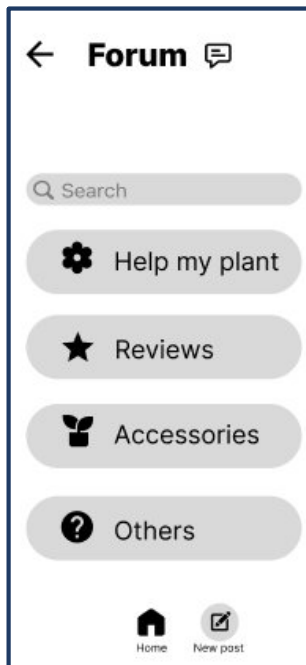 Forum
Search
Help my plant
Reviews
Accessories
Others
Home New post